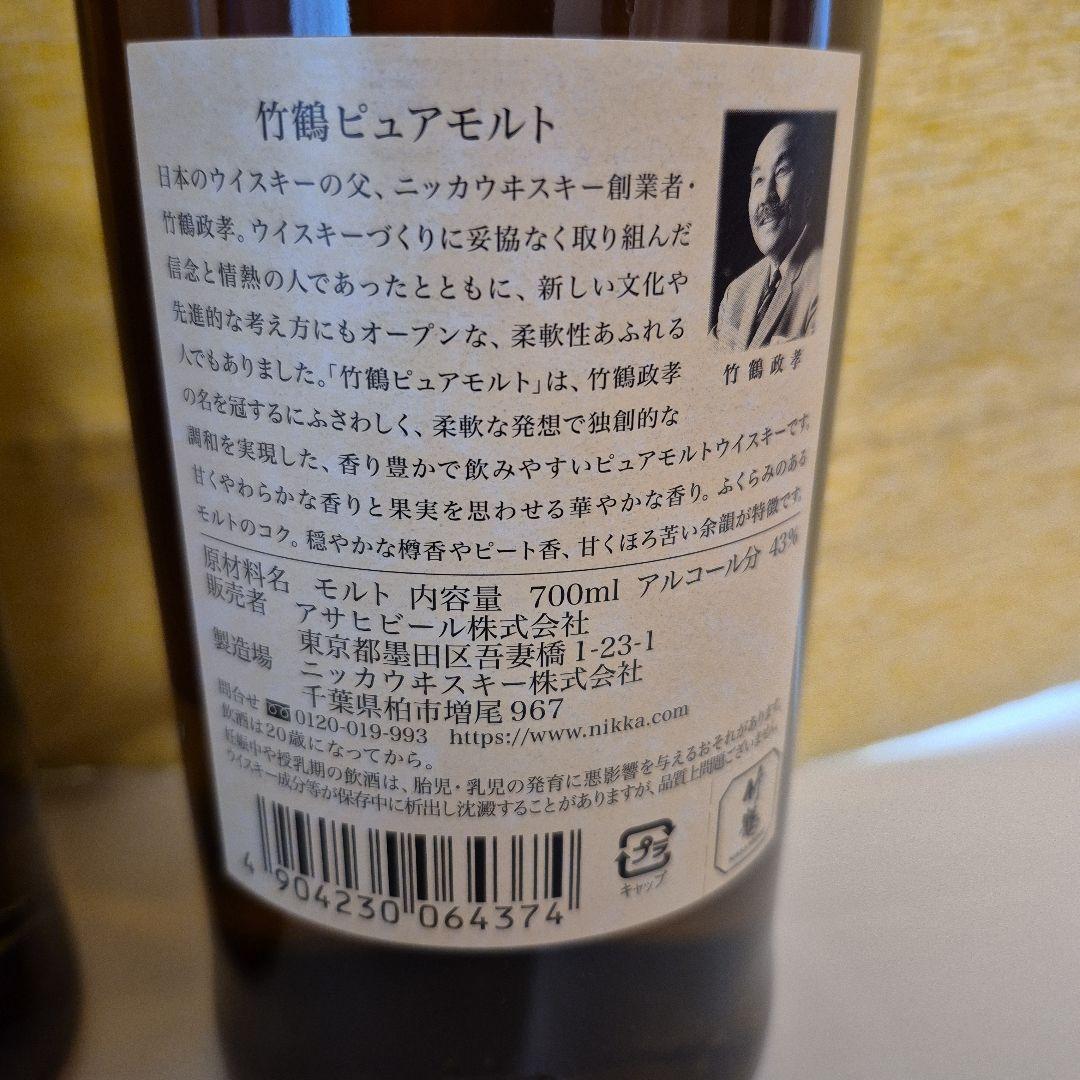 竹鶴ピュアモルト
日本のウイスキーの父、ニッカウヰスキー創業者・
竹鶴政孝。ウイスキーづくりに妥協なく取り組んだ
信念と情熱の人であったとともに、新しい文化や
先進的な考え方にもオープンな、柔軟性あふれる
人でもありました。「竹鶴ピュアモルト」は、竹鶴政孝
の名を冠するにふさわしく、柔軟な発想で独創的な
調和を実現した、香り豊かで飲みやすいピュアモルトウイスキーです。
甘くやわらかな香りと果実を思わせる華やかな香り。ふくらみのある
モルトのコク。穏やかな樽香やピート香、甘くほろ苦い余韻が特徴です。
竹鶴政孝
原材料名 モルト 内容量 700ml アルコール分 43%
販売者 アサヒビール株式会社
東京都墨田区吾妻橋1-23-1
製造場 ニッカウヰスキー株式会社
千葉県柏市増尾967
問合せ 0120-019-993 https://www.nikka.com
飲酒は20歳になってから。
妊娠中や授乳期の飲酒は、胎児・乳児の発育に悪影響を与えるおそれがあります。
ウイスキー成分等が保存中に析出し沈澱することがありますが、品質上問題ございません。
4 904230 064374
プラ
キャップ
竹鶴